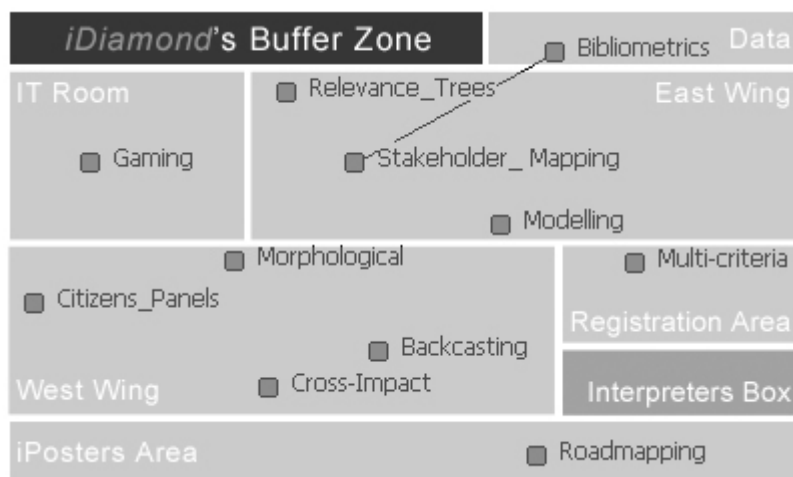 iDiamond's Buffer Zone
Bibliometrics
Data
IT Room
Relevance_Trees
East Wing
Gaming
Stakeholder_ Mapping
Modelling
Morphological
Multi-criteria
Citizens_Panels
Registration Area
Backcasting
West Wing
Cross-Impact
Interpreters Box
iPosters Area
Roadmapping